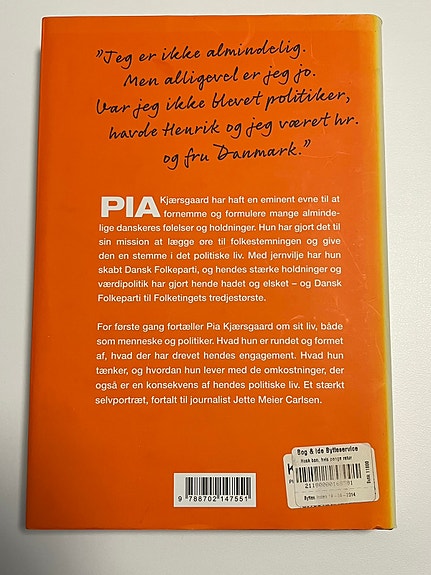 "Jeg er ikke almindelig.
Men alligevel er jeg jo.
Var jeg ikke blevet politiker,
havde Henrik og jeg været hr.
og fru Danmark."
PIA Kjærsgaard har haft en eminent evne til at
fornemme og formulere mange alminde-
lige danskeres følelser og holdninger. Hun har gjort det til
sin mission at lægge øre til folkestemningen og give
den en stemme i det politiske liv. Med jernvilje har hun
skabt Dansk Folkeparti, og hendes stærke holdninger og
værdipolitik har gjort hende hadet og elsket – og Dansk
Folkeparti til Folketingets tredjestørste.
For første gang fortæller Pia Kjærsgaard om sit liv, både
som menneske og politiker. Hvad hun er rundet og formet
af, hvad der har drevet hendes engagement. Hvad hun
tænker, og hvordan hun lever med de omkostninger, der
også er en konsekvens af hendes politiske liv. Et stærkt
selvportræt, fortalt til journalist Jette Meier Carlsen.
Bog & Ide Bytteservice
Husk bon, hvis penge retur
9 788702 147551